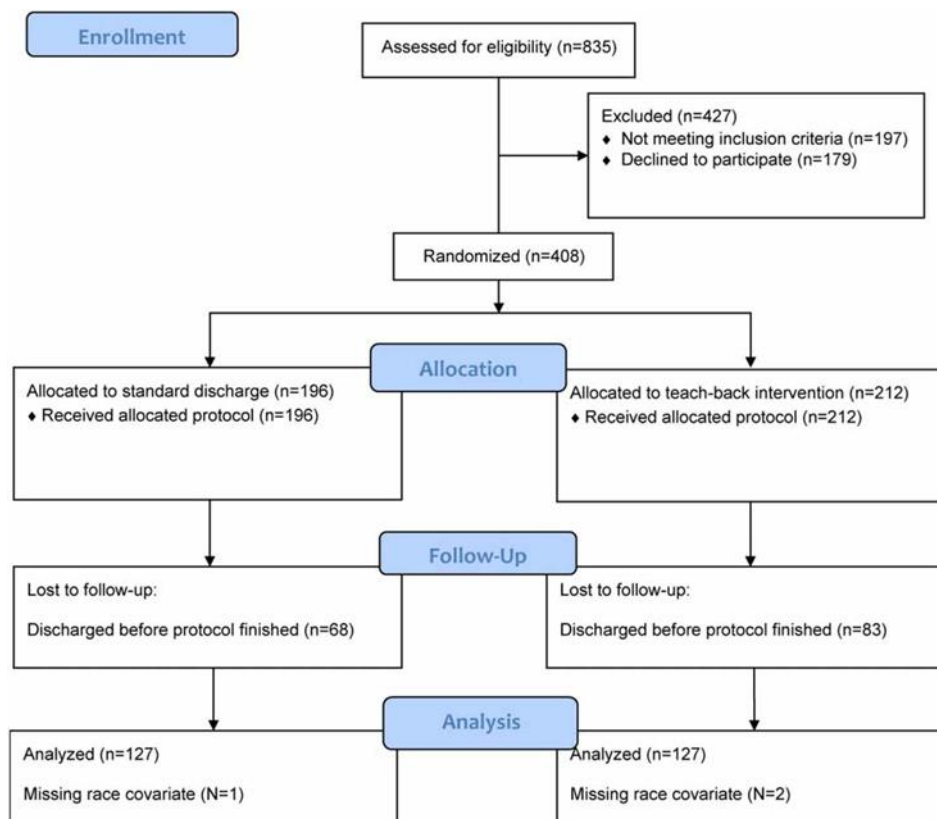 Enrollment
Assessed for eligibility (n=835)
Excluded (n=427)
♦ Not meeting inclusion criteria (n=197)
♦ Declined to participate (n=179)
Randomized (n=408)
Allocation
Allocated to standard discharge (n=196)
♦ Received allocated protocol (n=196)
Allocated to teach-back intervention (n=212)
♦ Received allocated protocol (n=212)
Follow-Up
Lost to follow-up:
Discharged before protocol finished (n=68)
Lost to follow-up:
Discharged before protocol finished (n=83)
Analysis
Analyzed (n=127)
Missing race covariate (N=1)
Analyzed (n=127)
Missing race covariate (N=2)